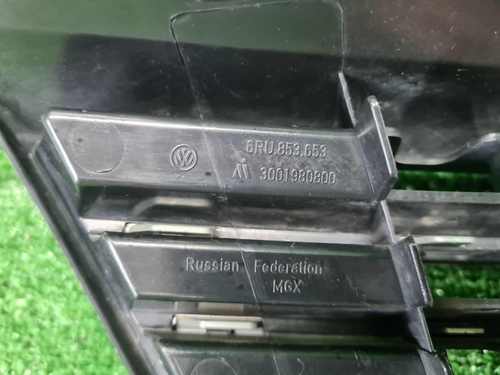 6RU.853.653
3001980800
Russian Federation
MGX